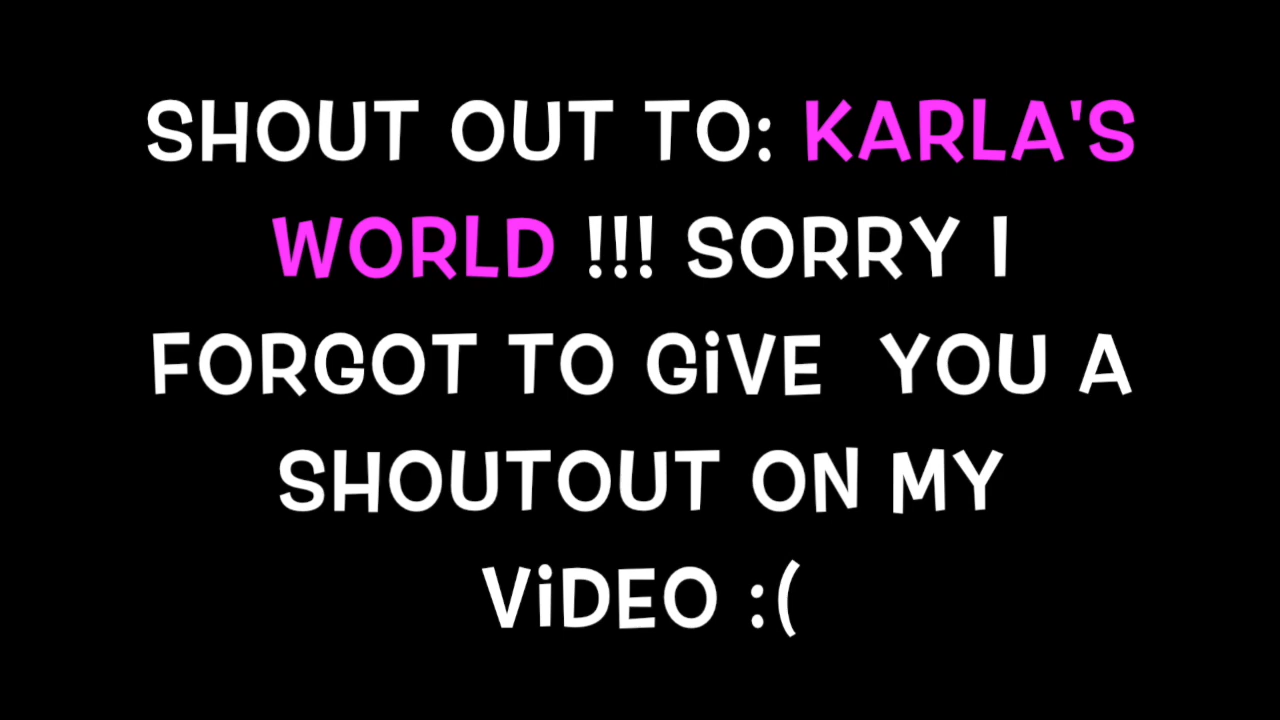 SHOUT OUT TO: KARLA'S
WORLD !!! SORRY I
FORGOT TO GiVE  YOU A
SHOUTOUT ON MY
ViDEO :(